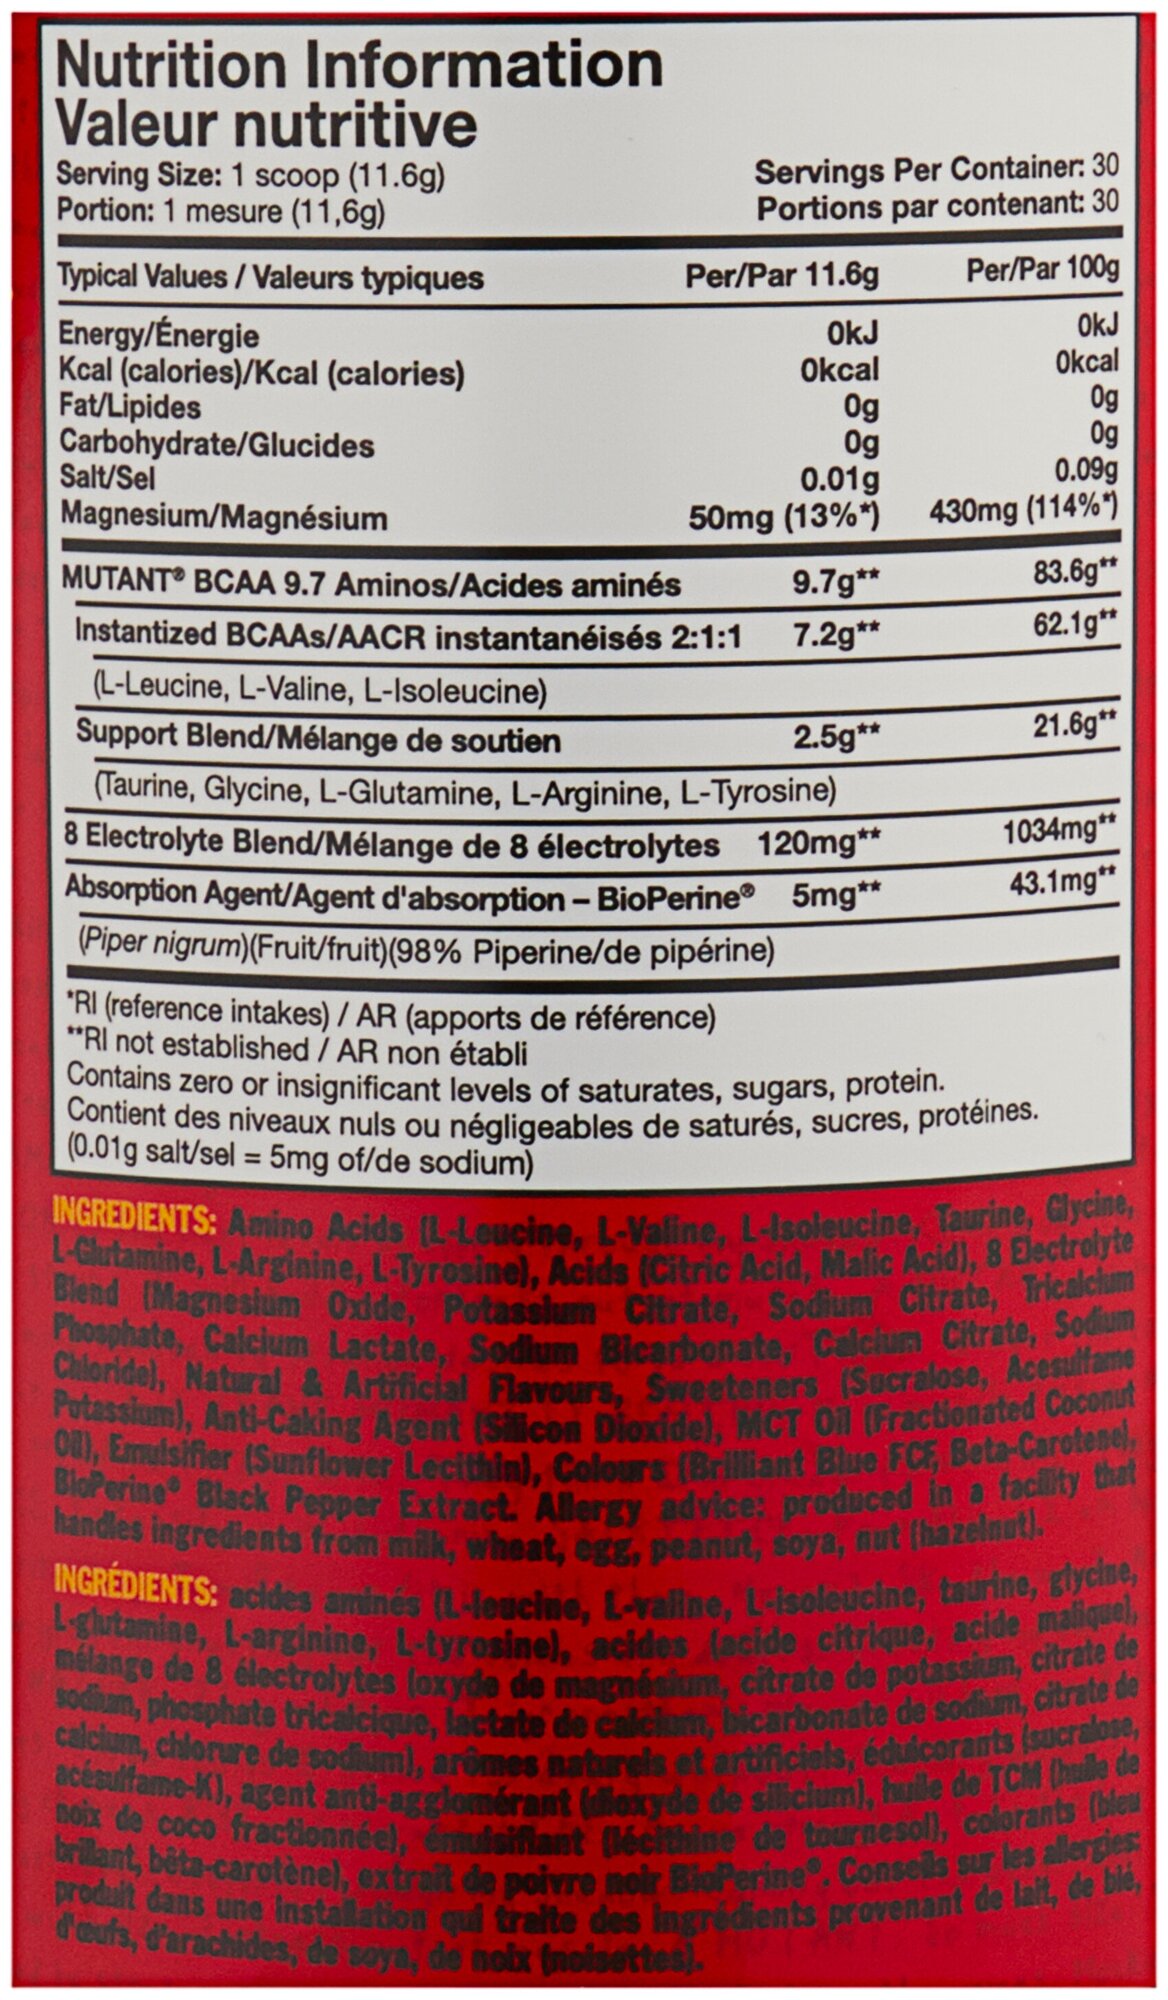 Nutrition Information
Valeur nutritive
Serving Size: 1 scoop (11.6g) Servings Per Container: 30
Portion: 1 mesure (11,6g) Portions par contenant: 30
Typical Values / Valeurs typiques Per/Par 11.6g Per/Par 100g
Energy/Énergie 0kJ 0kJ
Kcal (calories)/Kcal (calories) 0kcal 0kcal
Fat/Lipides 0g 0g
Carbohydrate/Glucides 0g 0g
Salt/Sel 0.01g 0.09g
Magnesium/Magnésium 50mg (13%*) 430mg (114%*)
MUTANT® BCAA 9.7 Aminos/Acides aminés 9.7g** 83.6g**
Instantized BCAAs/AACR instantanéisés 2:1:1 7.2g** 62.1g**
(L-Leucine, L-Valine, L-Isoleucine)
Support Blend/Mélange de soutien 2.5g** 21.6g**
(Taurine, Glycine, L-Glutamine, L-Arginine, L-Tyrosine)
8 Electrolyte Blend/Mélange de 8 électrolytes 120mg** 1034mg**
Absorption Agent/Agent d'absorption – BioPerine® 5mg** 43.1mg**
(Piper nigrum)(Fruit/fruit)(98% Piperine/de pipérine)
*RI (reference intakes) / AR (apports de référence)
**RI not established / AR non établi
Contains zero or insignificant levels of saturates, sugars, protein.
Contient des niveaux nuls ou négligeables de saturés, sucres, protéines.
(0.01g salt/sel = 5mg of/de sodium)
INGREDIENTS: Amino Acids (L-Leucine, L-Valine, L-Isoleucine, Taurine, Glycine,
L-Glutamine, L-Arginine, L-Tyrosine), Acids (Citric Acid, Malic Acid), 8 Electrolyte
Blend (Magnesium Oxide, Potassium Citrate, Sodium Citrate, Tricalcium
Phosphate, Calcium Lactate, Sodium Bicarbonate, Calcium Citrate, Sodium
Chloride), Natural & Artificial Flavours, Sweeteners (Sucralose, Acesulfame
Potassium), Anti-Caking Agent (Silicon Dioxide), MCT Oil (Fractionated Coconut
Oil), Emulsifier (Sunflower Lecithin), Colours (Brilliant Blue FCF, Beta-Carotene),
BioPerine® Black Pepper Extract. Allergy advice: produced in a facility that
handles ingredients from milk, wheat, egg, peanut, soya, nut (hazelnut).
INGRÉDIENTS: acides aminés (L-leucine, L-valine, L-isoleucine, taurine, glycine,
L-glutamine, L-arginine, L-tyrosine), acides (acide citrique, acide malique),
mélange de 8 électrolytes (oxyde de magnésium, citrate de potassium, citrate de
sodium, phosphate tricalcique, lactate de calcium, bicarbonate de sodium, citrate de
calcium, chlorure de sodium), arômes naturels et artificiels, édulcorants (sucralose,
acésulfame-K), agent anti-agglomérant (dioxyde de silicium), huile de TCM (huile de
noix de coco fractionnée), émulsifiant (lécithine de tournesol), colorants (bleu
brillant, bêta-carotène), extrait de poivre noir BioPerine®. Conseils sur les allergies:
produit dans une installation qui traite des ingrédients provenant de lait, de blé,
d'œufs, d'arachides, de soya, de noix (noisettes).